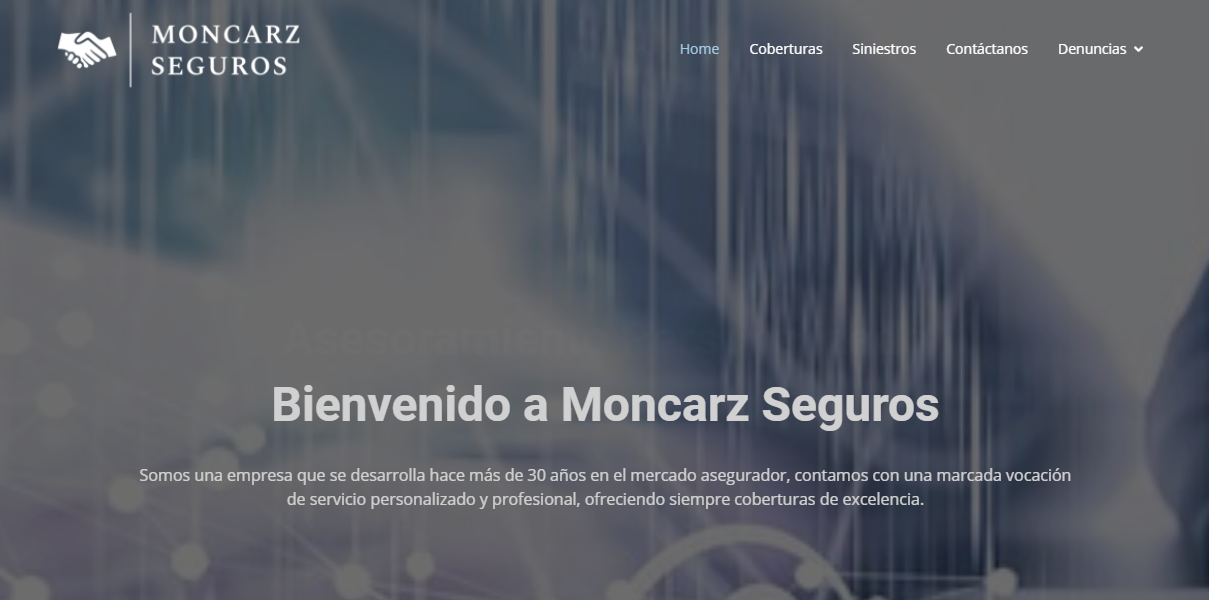 MONCARZ
SEGUROS
Home
Coberturas
Siniestros
Contáctanos
Denuncias
Bienvenido a Moncarz Seguros
Somos una empresa que se desarrolla hace más de 30 años en el mercado asegurador, contamos con una marcada vocación
de servicio personalizado y profesional, ofreciendo siempre coberturas de excelencia.